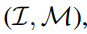 (ℐ, ℳ),